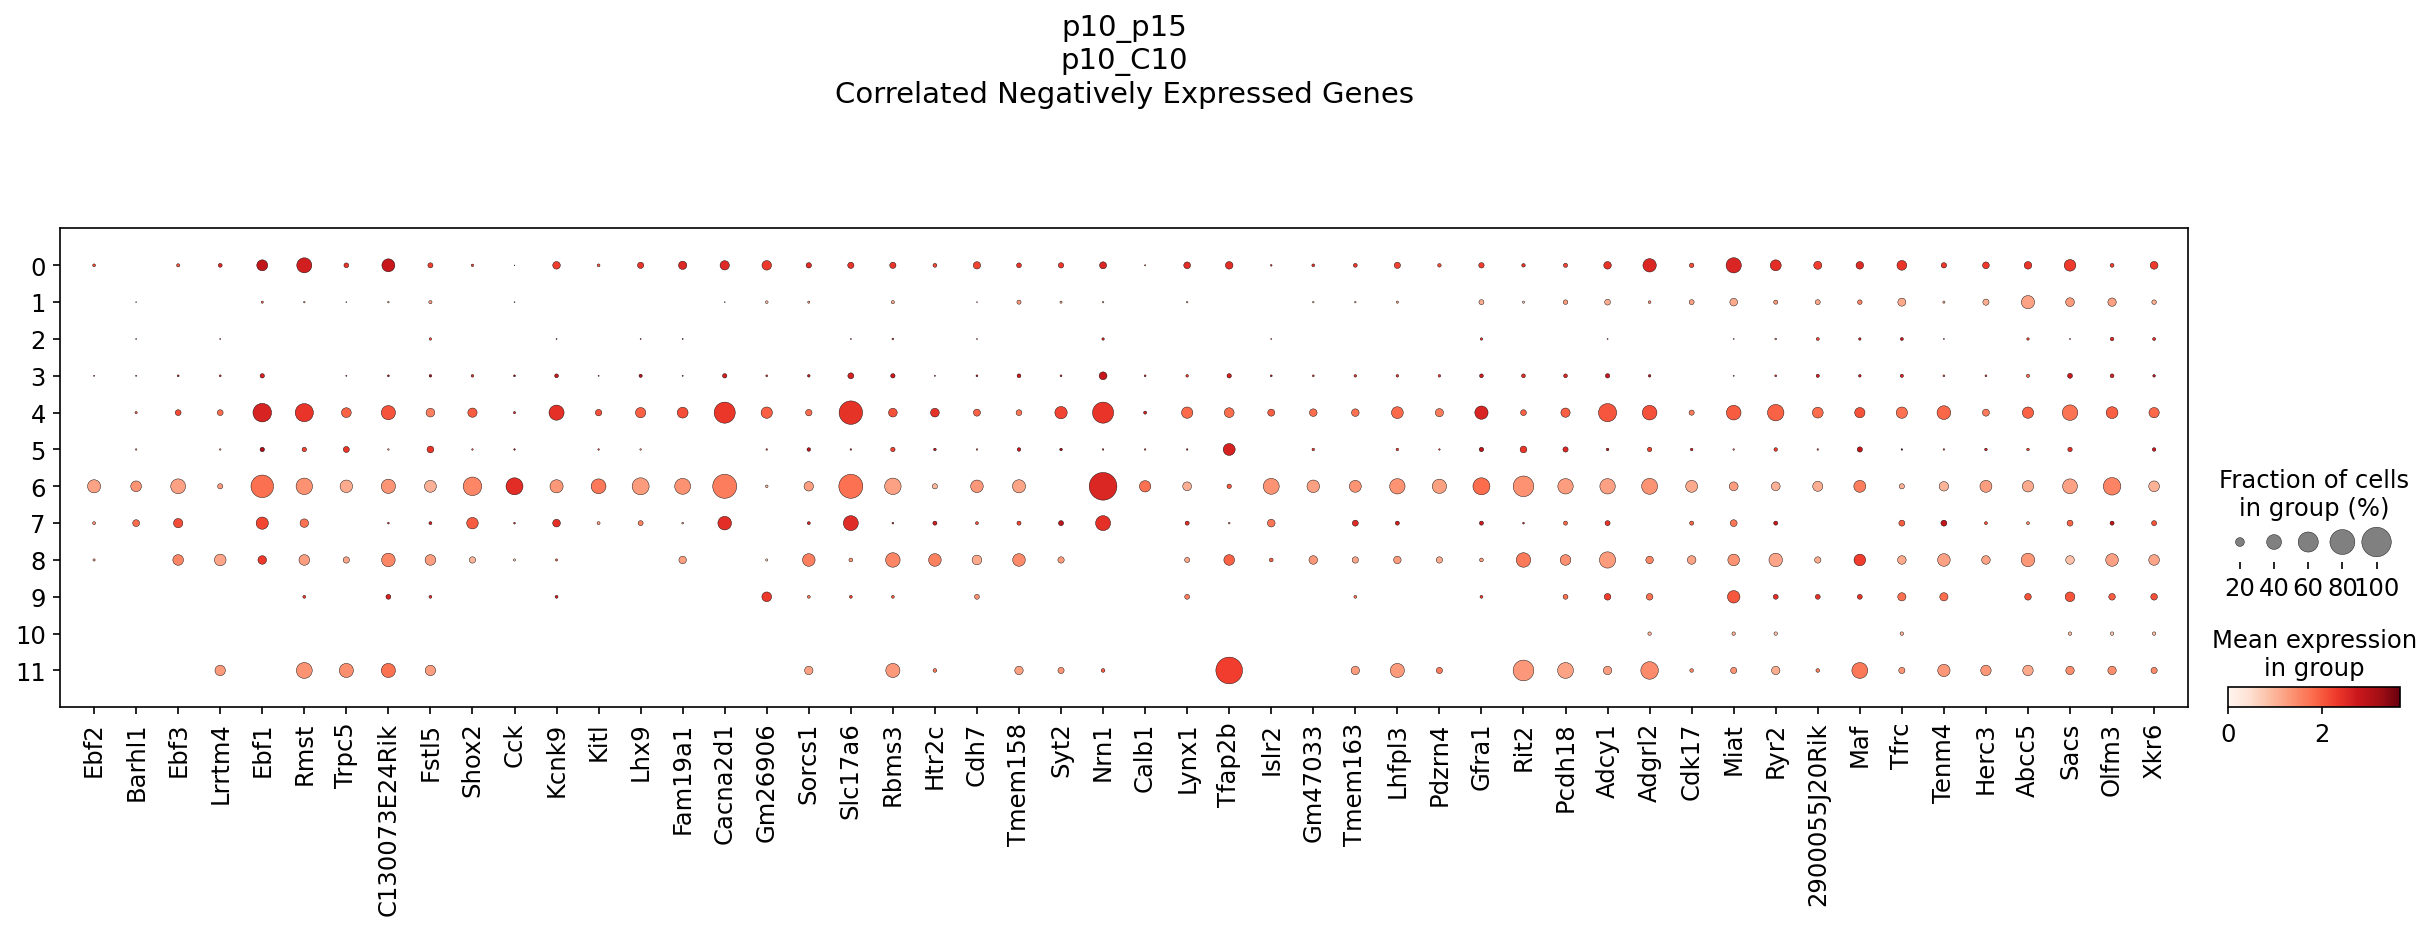 p10_p15
p10_C10
Correlated Negatively Expressed Genes
0
1
2
3
4
5
6
7
8
9
10
11
Ebf2
Barhl1
Ebf3
Lrrtm4
Ebf1
Rmst
Trpc5
C130073E24Rik
Fstl5
Shox2
Cck
Kcnk9
Kitl
Lhx9
Fam19a1
Cacna2d1
Gm26906
Sorcs1
Slc17a6
Rbms3
Htr2c
Cdh7
Tmem158
Syt2
Nrn1
Calb1
Lynx1
Tfap2b
Islr2
Gm47033
Tmem163
Lhfpl3
Pdzrn4
Gfra1
Rit2
Pcdh18
Adcy1
Adgrl2
Cdk17
Miat
Ryr2
2900055J20Rik
Maf
Tfrc
Tenm4
Herc3
Abcc5
Sacs
Olfm3
Xkr6
Fraction of cells
in group (%)
20 40 60 80 100
Mean expression
in group
0 2